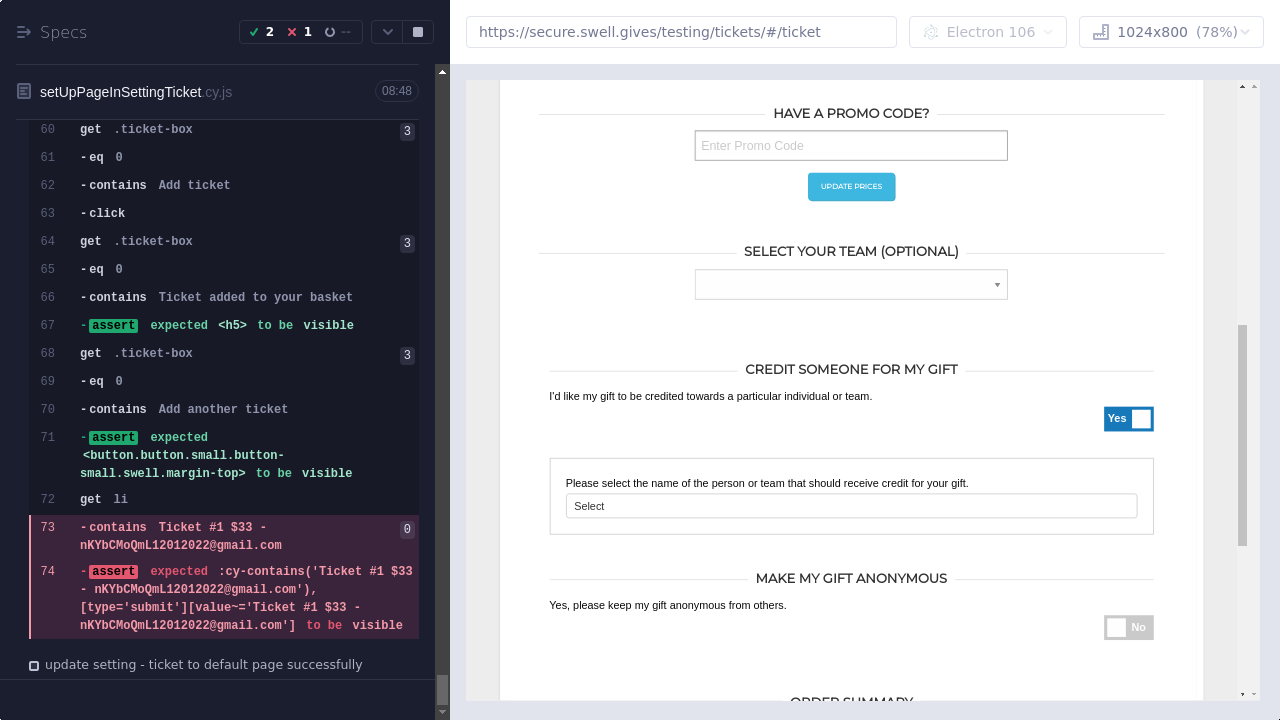 Specs
2
1
--
setUpPageInSettingTicket.cy.js
08:48
60 get .ticket-box 3
61 -eq 0
62 -contains Add ticket
63 -click
64 get .ticket-box 3
65 -eq 0
66 -contains Ticket added to your basket
67 -assert expected <h5> to be visible
68 get .ticket-box 3
69 -eq 0
70 -contains Add another ticket
71 -assert expected
<button.button.small.button-
small.swell.margin-top> to be visible
72 get li
73 -contains Ticket #1 $33 - 0
nKYbCMoQmL12012022@gmail.com
74 -assert expected :cy-contains('Ticket #1 $33
- nKYbCMoQmL12012022@gmail.com'),
[type='submit'][value~='Ticket #1 $33 -
nKYbCMoQmL12012022@gmail.com'] to be visible
update setting - ticket to default page successfully
https://secure.swell.gives/testing/tickets/#/ticket
Electron 106
1024x800 (78%)
HAVE A PROMO CODE?
Enter Promo Code
UPDATE PRICES
SELECT YOUR TEAM (OPTIONAL)
CREDIT SOMEONE FOR MY GIFT
I'd like my gift to be credited towards a particular individual or team.
Yes
Please select the name of the person or team that should receive credit for your gift.
Select
MAKE MY GIFT ANONYMOUS
Yes, please keep my gift anonymous from others.
No
ORDER SUMMARY